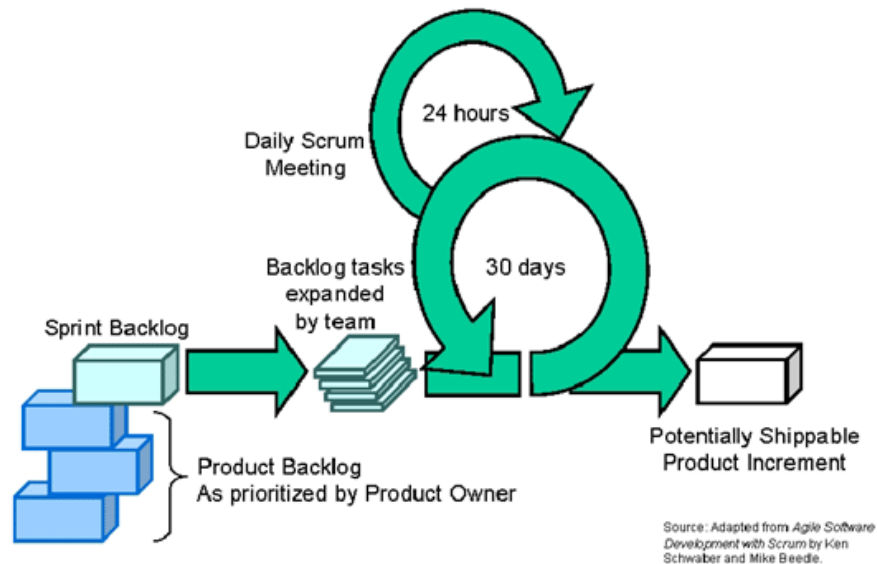 24 hours
Daily Scrum
Meeting
30 days
Backlog tasks
expanded
by team
Sprint Backlog
Product Backlog
As prioritized by Product Owner
Potentially Shippable
Product Increment
Source: Adapted from Agile Software
Development with Scrum by Ken
Schwaber and Mike Beedle.